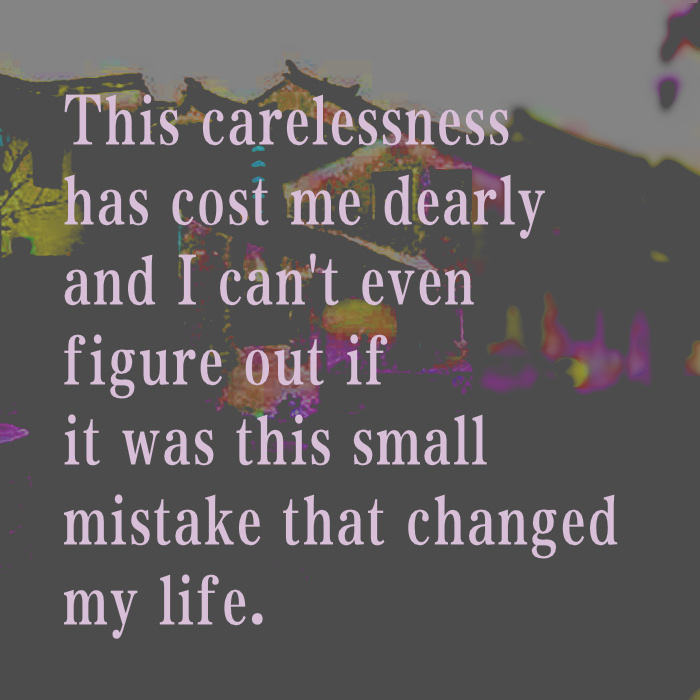 This carelessness
has cost me dearly
and I can't even
figure out if
it was this small
mistake that changed
my life.